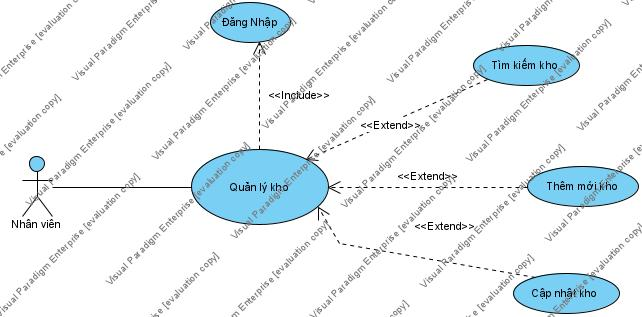 Đăng Nhập
Tìm kiếm kho
<<Include>>
<<Extend>>
Quản lý kho
<<Extend>>
Thêm mới kho
Nhân viên
<<Extend>>
Cập nhật kho
Visual Paradigm Enterprise [evaluation copy]